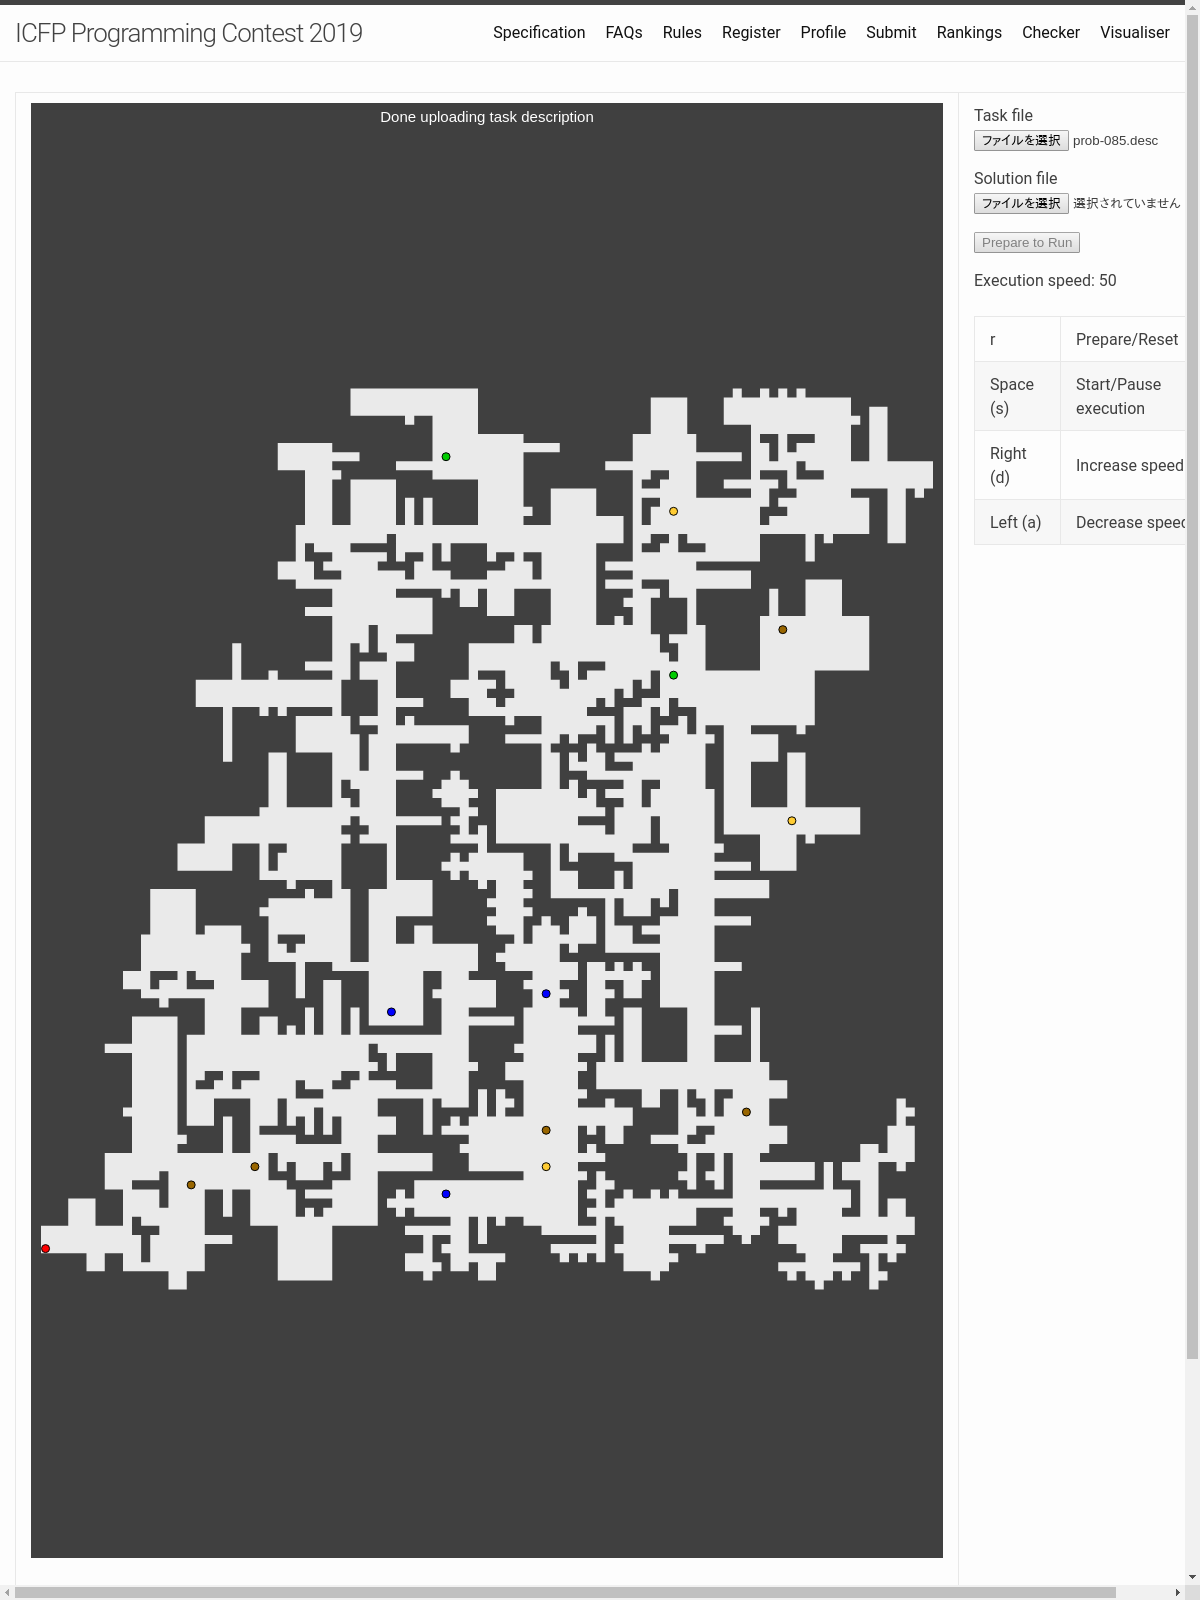 ICFP Programming Contest 2019
Specification FAQs Rules Register Profile Submit Rankings Checker Visualiser
Done uploading task description
Task file
ファイルを選択 prob-085.desc
Solution file
ファイルを選択 選択されていません
Prepare to Run
Execution speed: 50
r Prepare/Reset
Space (s) Start/Pause execution
Right (d) Increase speed
Left (a) Decrease speed